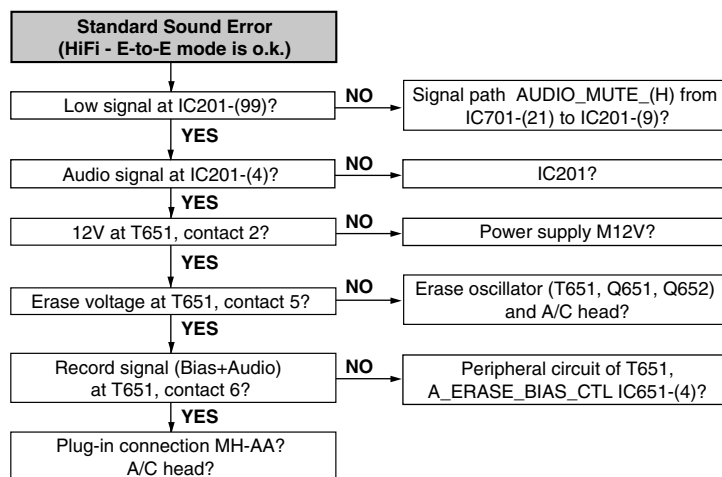 Standard Sound Error
(HiFi - E-to-E mode is o.k.)
Low signal at IC201-(99)?
NO
Signal path AUDIO_MUTE_(H) from
IC701-(21) to IC201-(9)?
YES
Audio signal at IC201-(4)?
NO
IC201?
YES
12V at T651, contact 2?
NO
Power supply M12V?
YES
Erase voltage at T651, contact 5?
NO
Erase oscillator (T651, Q651, Q652)
and A/C head?
YES
Record signal (Bias+Audio)
at T651, contact 6?
NO
Peripheral circuit of T651,
A_ERASE_BIAS_CTL IC651-(4)?
YES
Plug-in connection MH-AA?
A/C head?